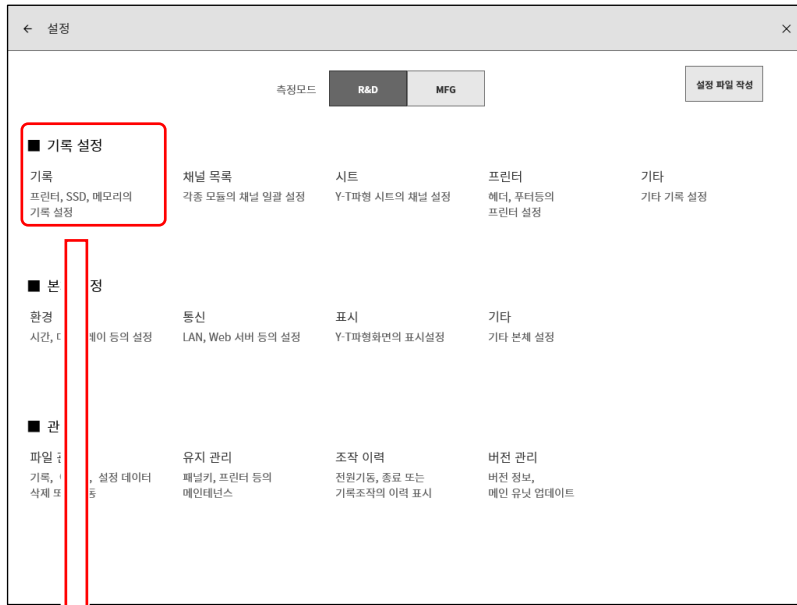 ← 설정 ×
측정모드 R&D MFG 설정 파일 작성
■ 기록 설정
기록 채널 목록 시트 프린터 기타
프린터, SSD, 메모리의 각종 모듈의 채널 일괄 설정 Y-T파형 시트의 채널 설정 헤더, 푸터등의 기타 기록 설정
기록 설정 프린터 설정
■ 본 정
환경 통신 표시 기타
시간, 레이 등의 설정 LAN, Web 서버 등의 설정 Y-T파형화면의 표시설정 기타 본체 설정
■ 관
파일 유지 관리 조작 이력 버전 관리
기록, , 설정 데이터 패널키, 프린터 등의 전원기동, 종료 또는 버전 정보,
삭제 메인테넌스 기록조작의 이력 표시 메인 유닛 업데이트